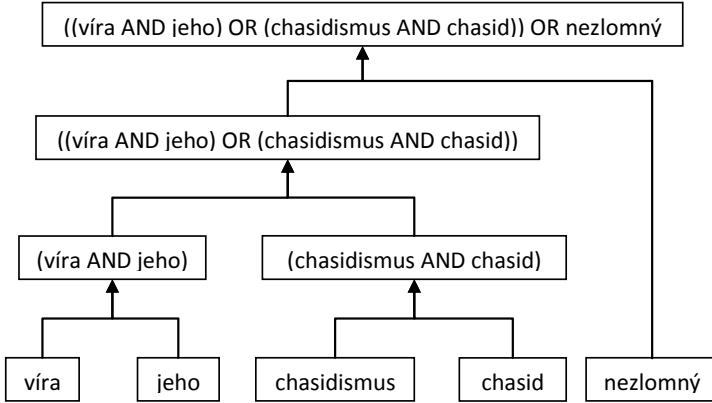 ((víra AND jeho) OR (chasidismus AND chasid)) OR nezlomný
((víra AND jeho) OR (chasidismus AND chasid))
(víra AND jeho)
(chasidismus AND chasid)
víra
jeho
chasidismus
chasid
nezlomný